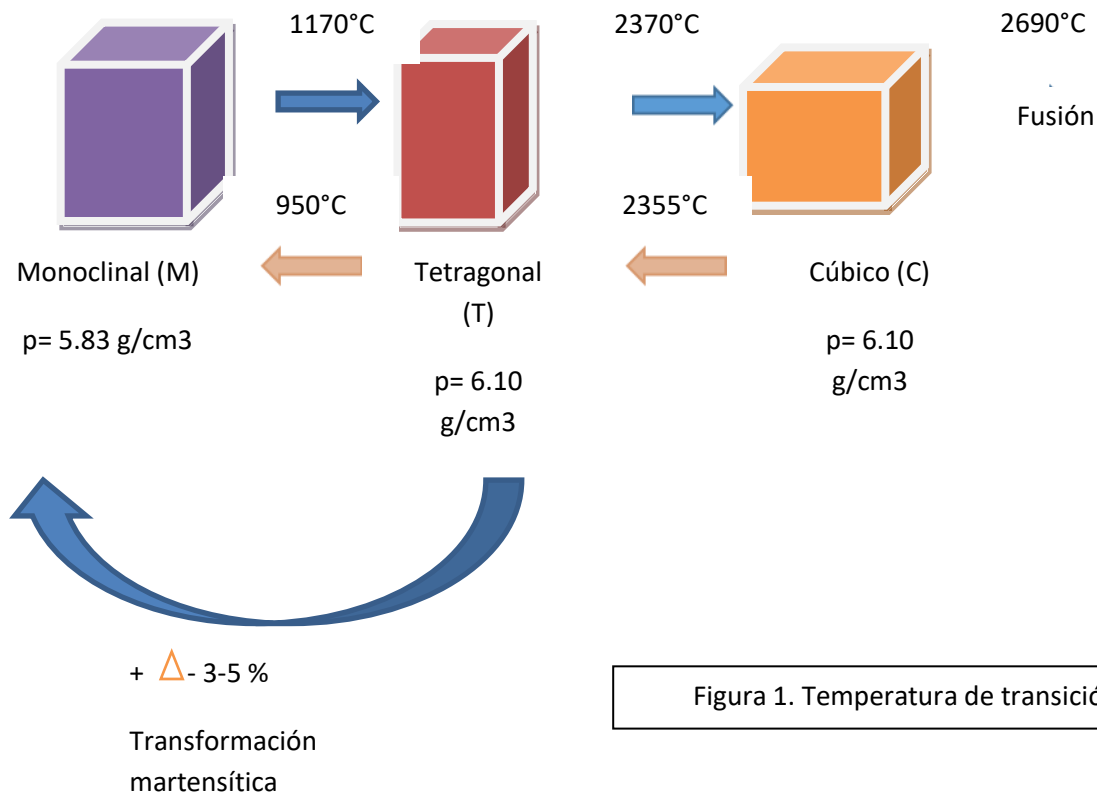 1170°C
2370°C
2690°C
Fusión
950°C
2355°C
Monoclinal (M)
Tetragonal
(T)
Cúbico (C)
p= 5.83 g/cm3
p= 6.10
g/cm3
p= 6.10
g/cm3
+ △- 3-5 %
Transformación
martensítica
Figura 1. Temperatura de transició